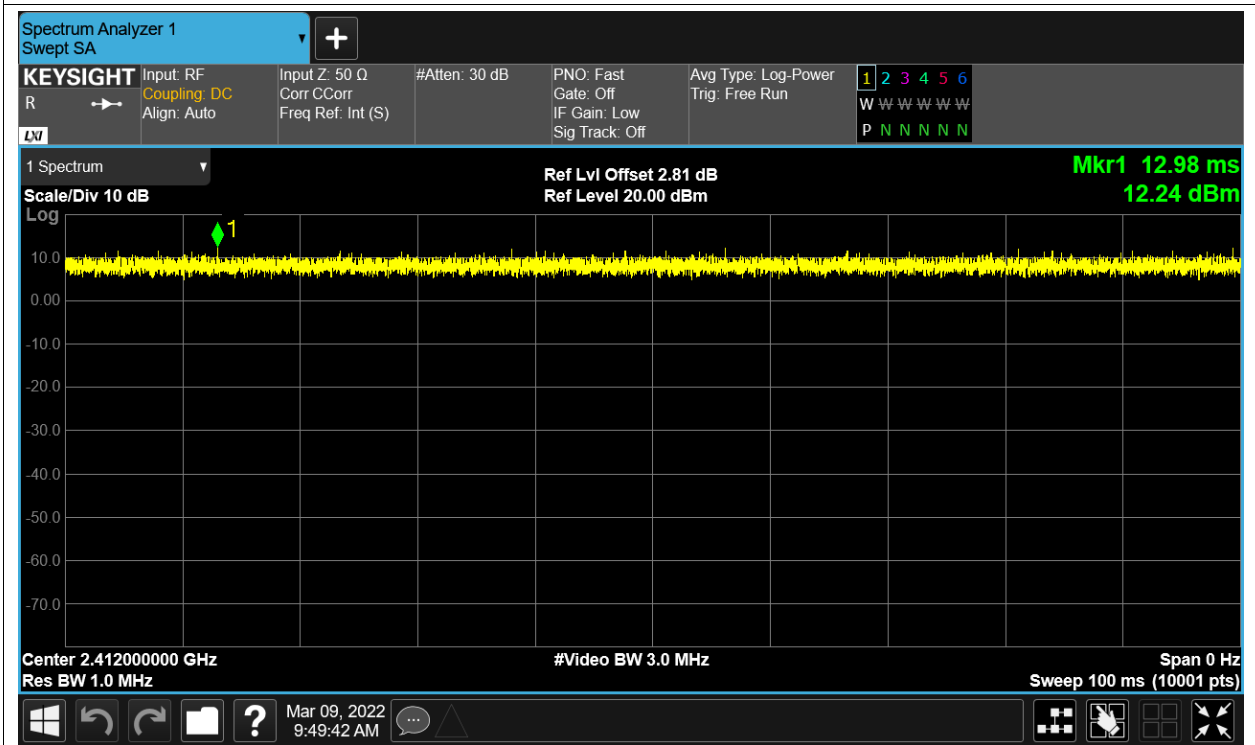 Spectrum Analyzer 1
Swept SA
KEYSIGHT
R
LXI
Input: RF
Coupling: DC
Align: Auto
Input Z: 50 Ω
Corr CCorr
Freq Ref: Int (S)
#Atten: 30 dB
PNO: Fast
Gate: Off
IF Gain: Low
Sig Track: Off
Avg Type: Log-Power
Trig: Free Run
1 2 3 4 5 6
W W W W W W
P N N N N N
1 Spectrum
Scale/Div 10 dB
Ref Lvl Offset 2.81 dB
Ref Level 20.00 dBm
Mkr1 12.98 ms
12.24 dBm
Log
1
10.0
0.00
-10.0
-20.0
-30.0
-40.0
-50.0
-60.0
-70.0
Center 2.412000000 GHz
Res BW 1.0 MHz
#Video BW 3.0 MHz
Span 0 Hz
Sweep 100 ms (10001 pts)
?
Mar 09, 2022
9:49:42 AM